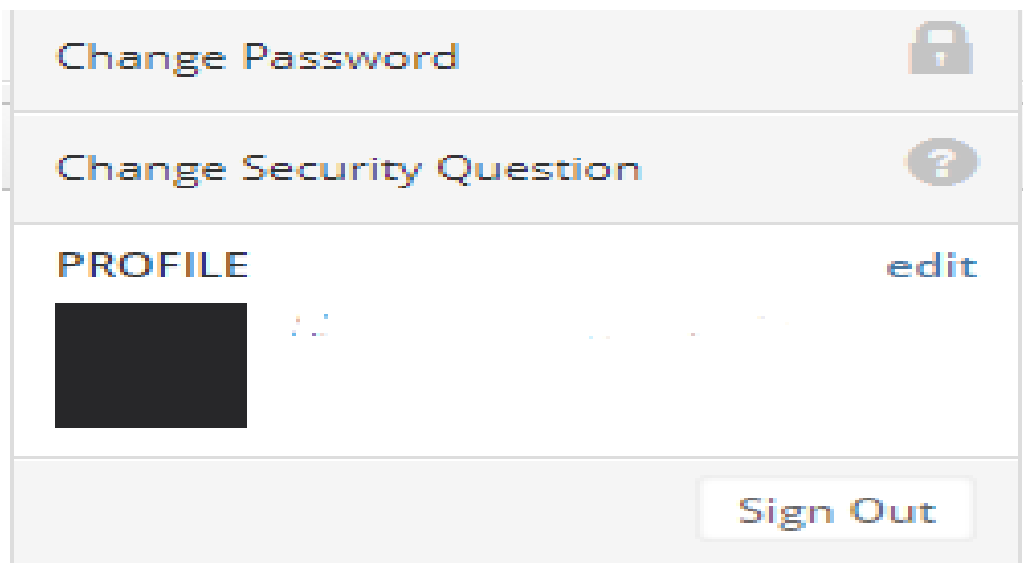 Change Password
Change Security Question
PROFILE edit
Sign Out